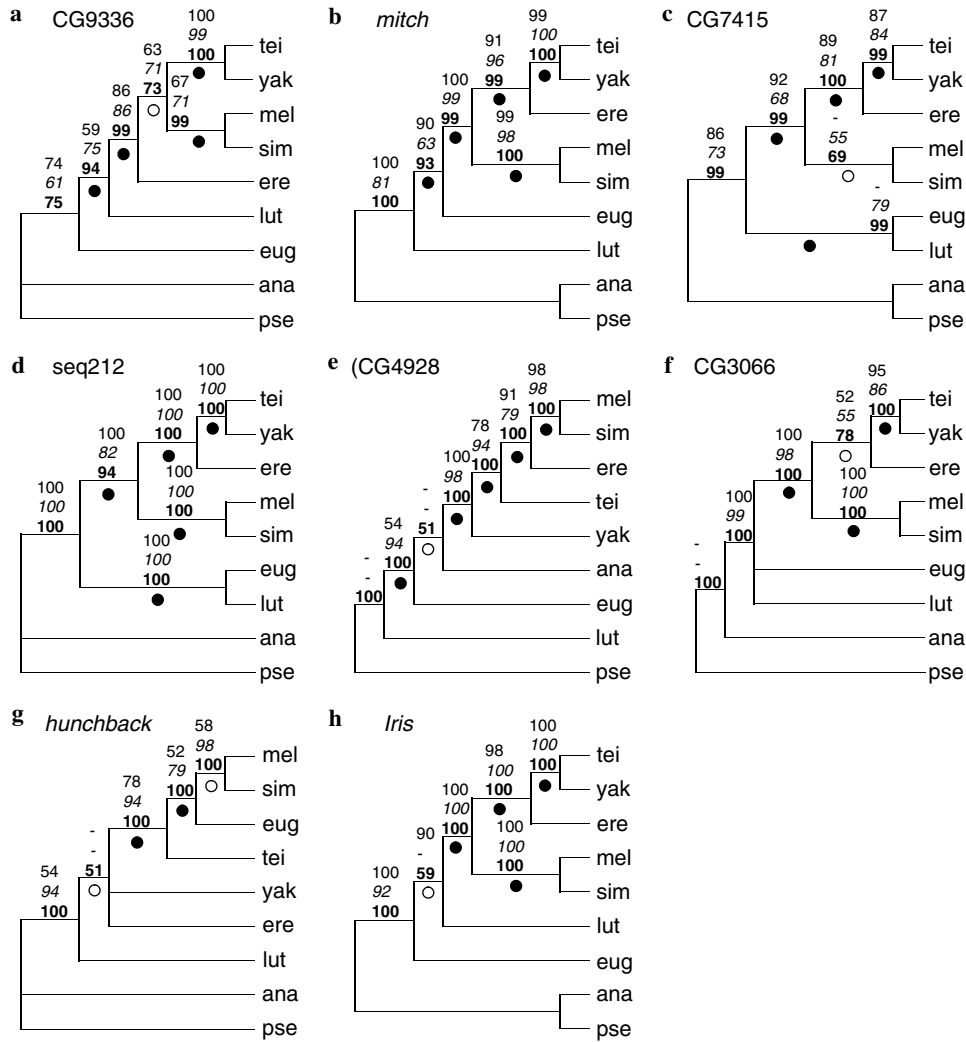 a CG9336
100
99
100
63
71
73
67
71
99
86
86
99
59
75
94
74
61
75
tei
yak
mel
sim
ere
lut
eug
ana
pse
b mitch
99
100
100
91
96
99
99
98
100
100
99
99
90
63
93
100
81
100
tei
yak
ere
mel
sim
eug
lut
ana
pse
c CG7415
87
84
99
89
81
100
-
55
69
92
68
99
-
79
99
86
73
99
tei
yak
ere
mel
sim
eug
lut
ana
pse
d seq212
100
100
100
100
100
100
100
100
100
100
82
94
100
100
100
100
100
100
tei
yak
ere
mel
sim
eug
lut
ana
pse
e (CG4928
98
98
100
91
79
100
78
94
100
100
98
100
-
-
51
54
94
100
-
-
100
mel
sim
ere
tei
yak
ana
eug
lut
pse
f CG3066
95
86
100
52
55
78
100
100
100
100
98
100
100
99
100
-
-
100
tei
yak
ere
mel
sim
eug
lut
ana
pse
g hunchback
58
98
100
52
79
100
78
94
100
-
-
51
54
94
100
mel
sim
eug
tei
yak
ere
lut
ana
pse
h Iris
100
100
100
98
100
100
100
100
100
100
100
100
90
-
59
100
92
100
tei
yak
ere
mel
sim
lut
eug
ana
pse